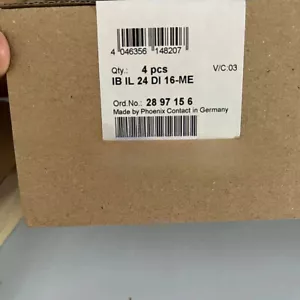 4 046356 148207
Qty.: 4 pcs V/C:03
IB IL 24 DI 16-ME
Ord.No.: 28 97 15 6
Made by Phoenix Contact in Germany